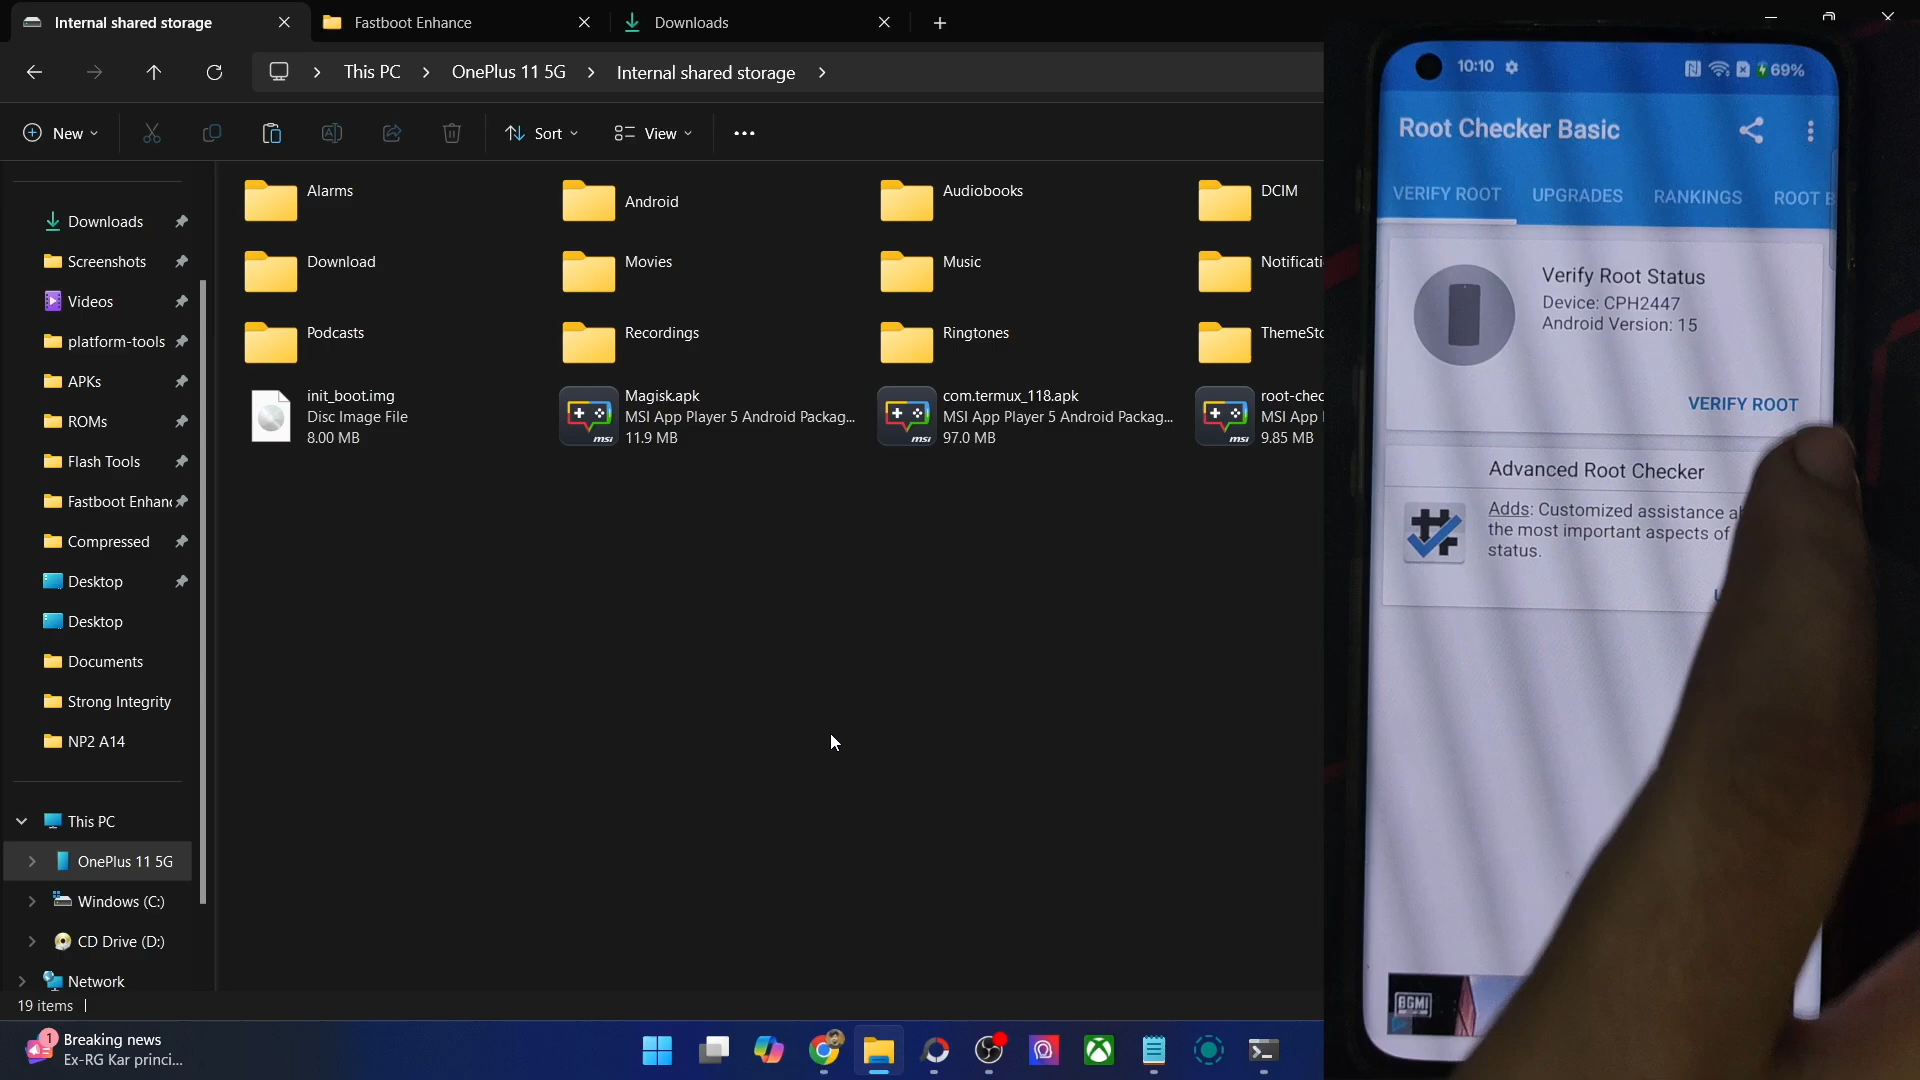 Internal shared storage
Fastboot Enhance
Downloads
This PC
OnePlus 11 5G
Internal shared storage
New
Sort
View
Downloads
Screenshots
Videos
platform-tools
APKs
ROMs
Flash Tools
Fastboot Enhanc
Compressed
Desktop
Desktop
Documents
Strong Integrity
NP2 A14
This PC
OnePlus 11 5G
Windows (C:)
CD Drive (D:)
Network
19 items
Alarms
Android
Audiobooks
DCIM
Download
Movies
Music
Notificati
Podcasts
Recordings
Ringtones
ThemeSto
init_boot.img
Disc Image File
8.00 MB
Magisk.apk
MSI App Player 5 Android Packag...
11.9 MB
com.termux_118.apk
MSI App Player 5 Android Packag...
97.0 MB
root-chec
MSI App
9.85 MB
msi
msi
msi
1
Breaking news
Ex-RG Kar princi...
10:10
69%
Root Checker Basic
VERIFY ROOT
UPGRADES
RANKINGS
ROOT B
Verify Root Status
Device: CPH2447
Android Version: 15
VERIFY ROOT
Advanced Root Checker
Adds: Customized assistance a
the most important aspects of
status.
BGMI